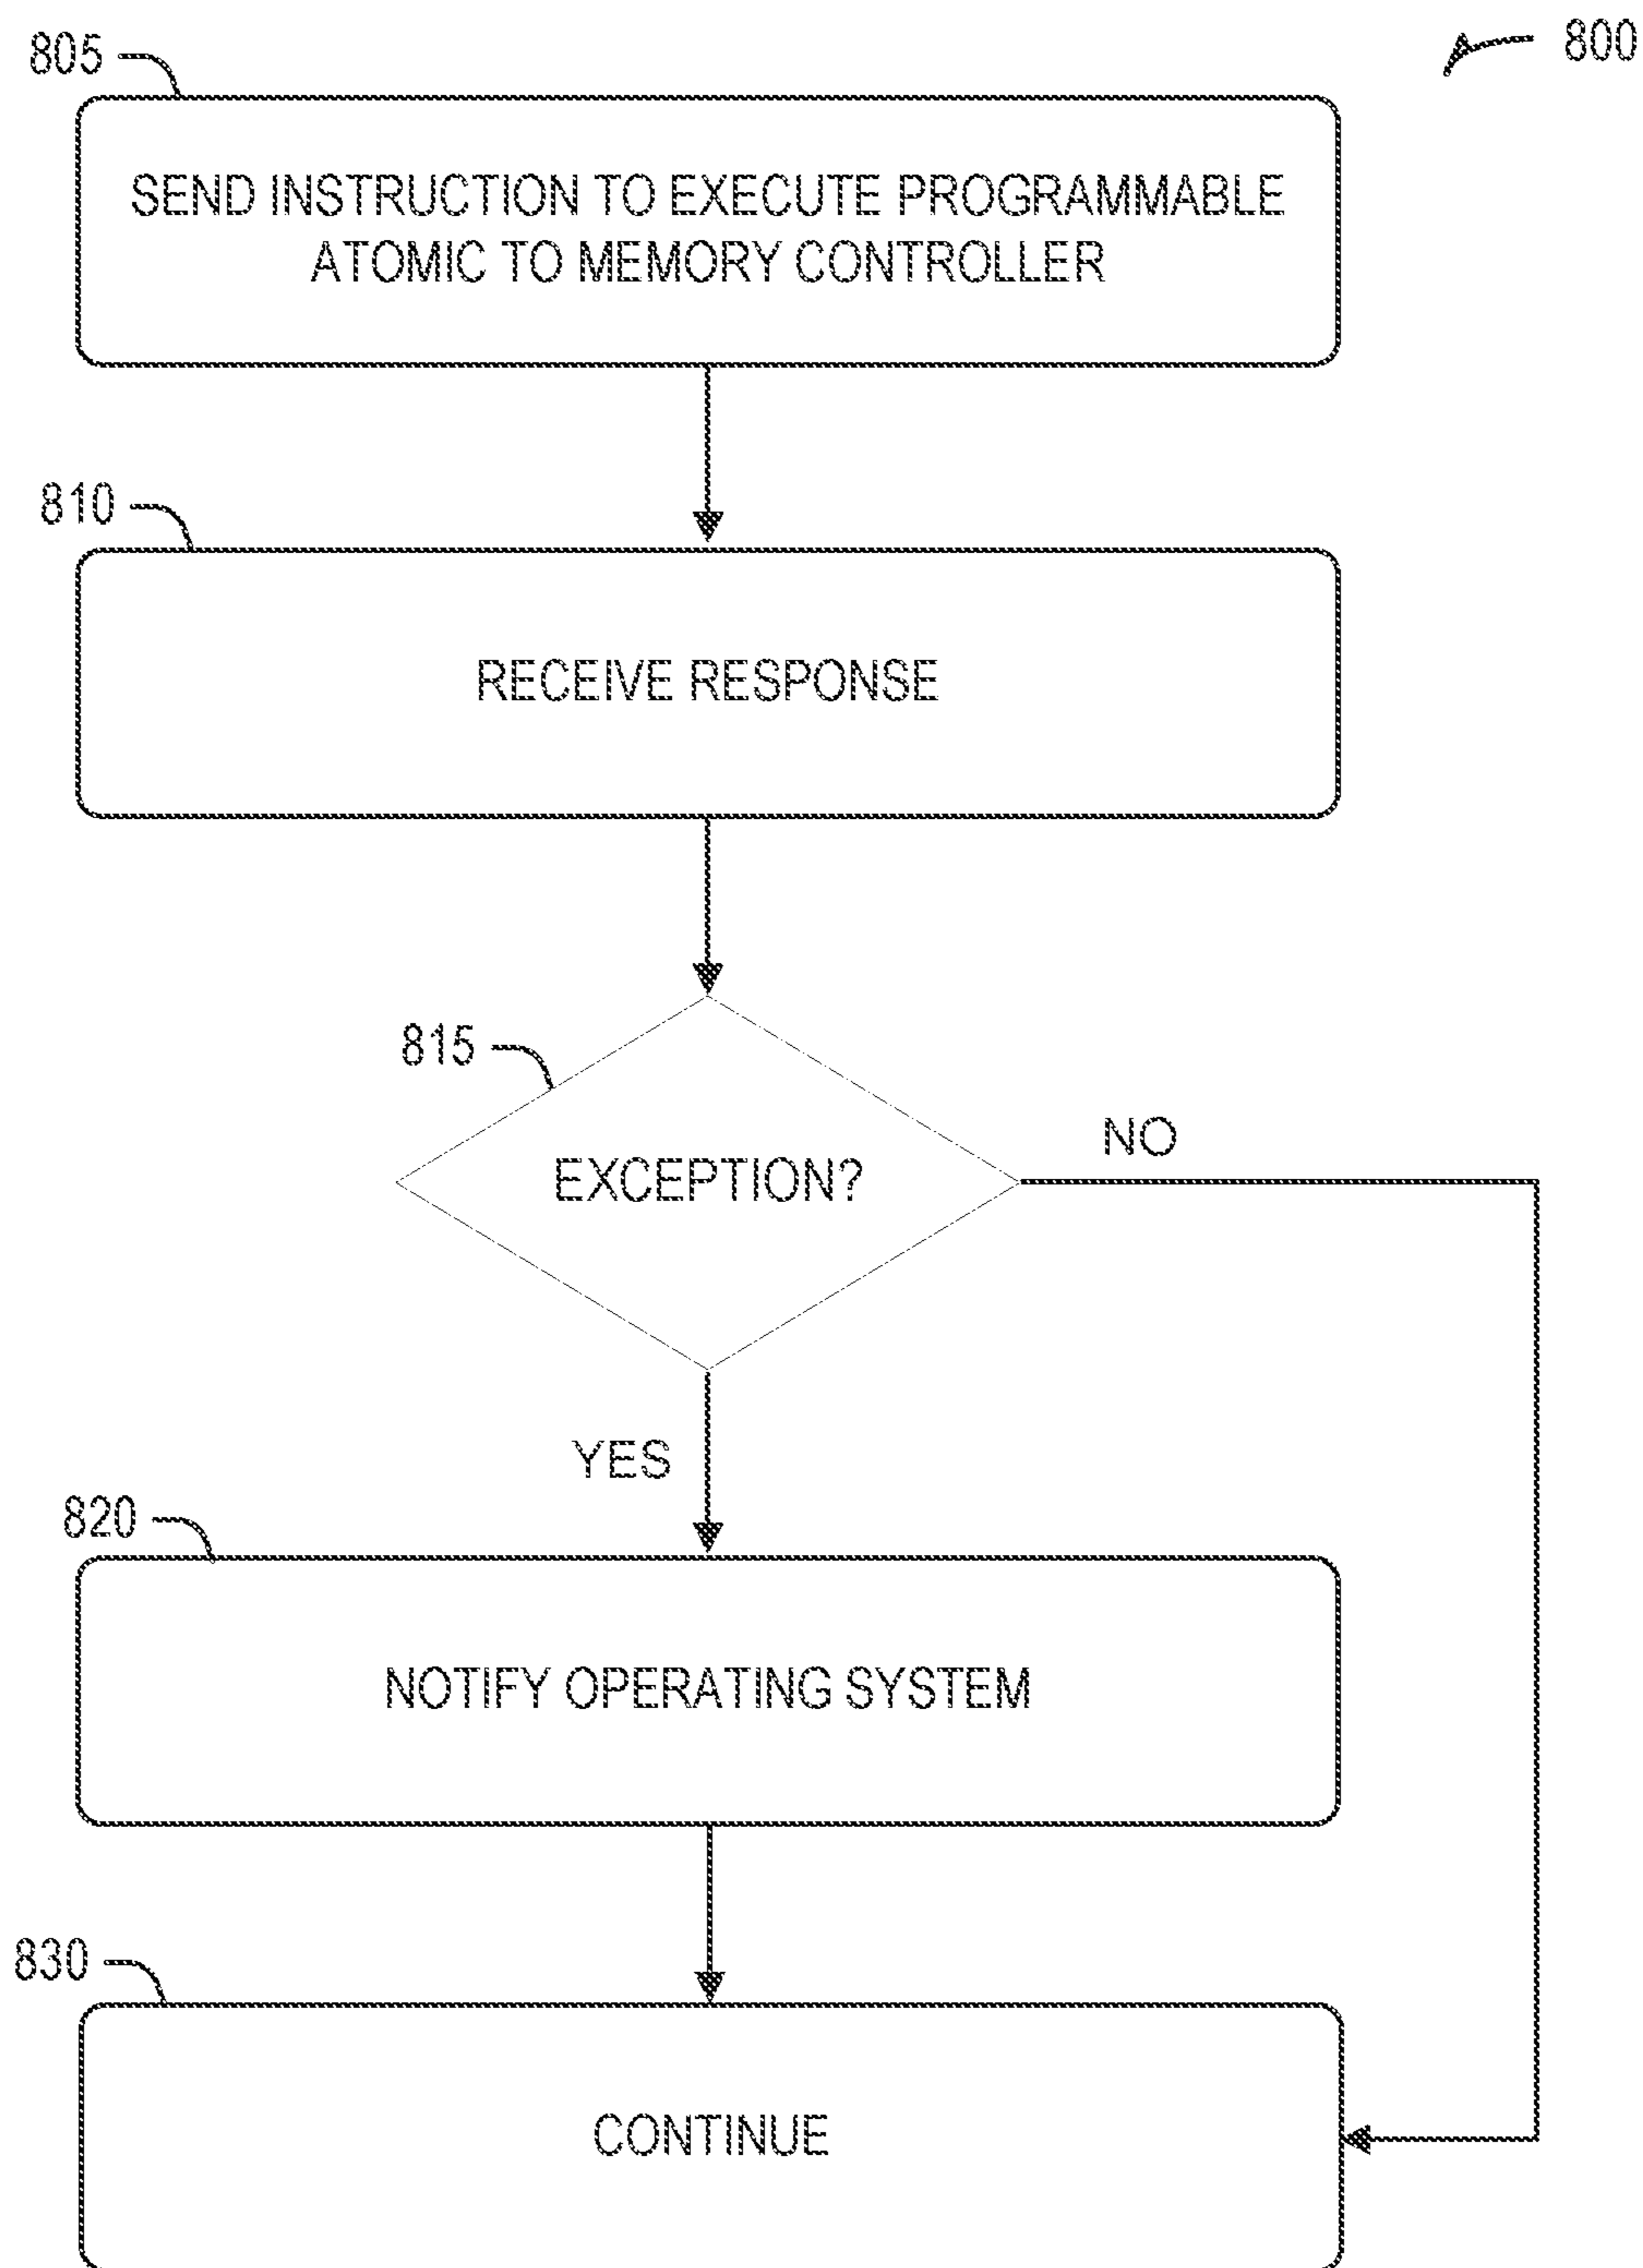 805
800
SEND INSTRUCTION TO EXECUTE PROGRAMMABLE
ATOMIC TO MEMORY CONTROLLER
810
RECEIVE RESPONSE
815
EXCEPTION?
NO
YES
820
NOTIFY OPERATING SYSTEM
830
CONTINUE